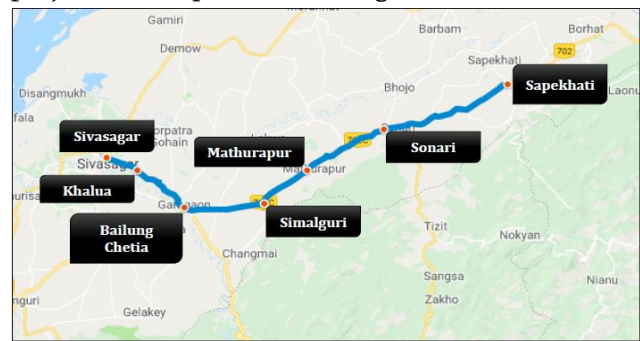 Gamiri
Barbam
Borhat
702
Demow
Sapekhati
Bhojo
Sapekhati
Disangmukh
Sivasagar
Gohain
Mathurapur
Sonari
Sivasagar
Khalua
Simalguri
Bailung
Chetia
Changmai
Tizit
Nokyan
Sangsa
Nianu
Zakho
Gelakey